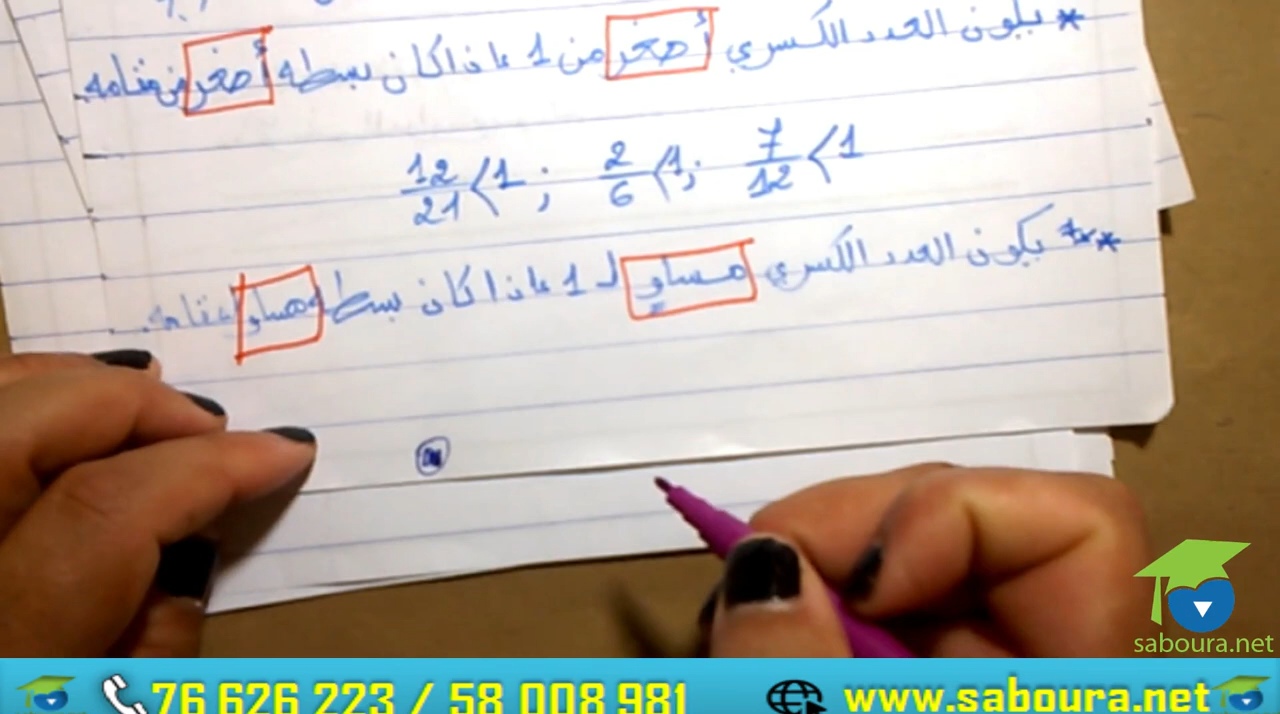 * يكون العدد الكسري أصغر من 1 إذا كان بسطه أصغر من مقامه.
12/21 < 1 ; 2/6 < 1 ; 7/12 < 1
*** يكون العدد الكسري مساوٍ لـ 1 إذا كان بسطه مساو لمقامه.
saboura.net
76 626 223 / 58 008 981
www.saboura.net